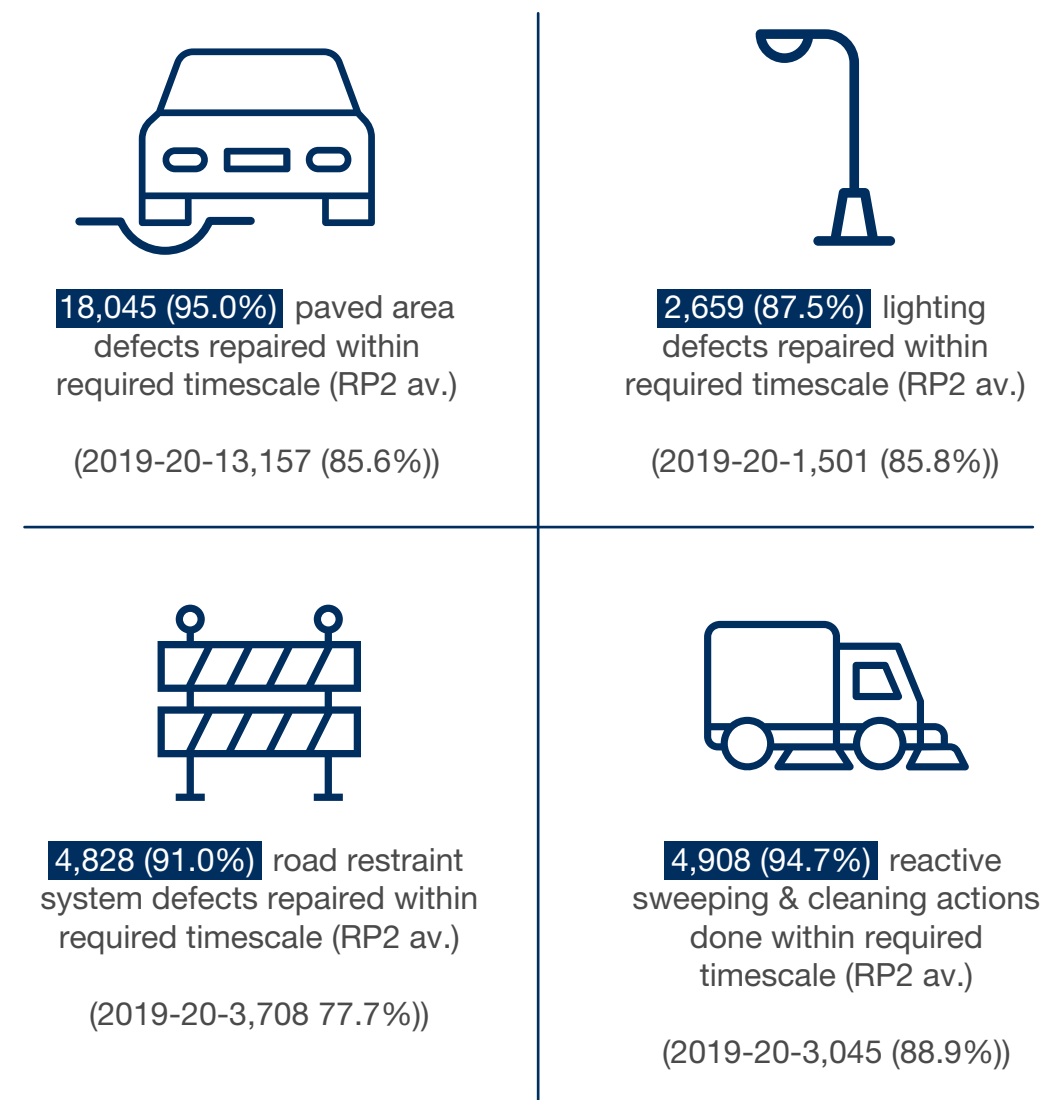 18,045 (95.0%) paved area
defects repaired within
required timescale (RP2 av.)
(2019-20-13,157 (85.6%))
2,659 (87.5%) lighting
defects repaired within
required timescale (RP2 av.)
(2019-20-1,501 (85.8%))
4,828 (91.0%) road restraint
system defects repaired within
required timescale (RP2 av.)
(2019-20-3,708 77.7%))
4,908 (94.7%) reactive
sweeping & cleaning actions
done within required
timescale (RP2 av.)
(2019-20-3,045 (88.9%))